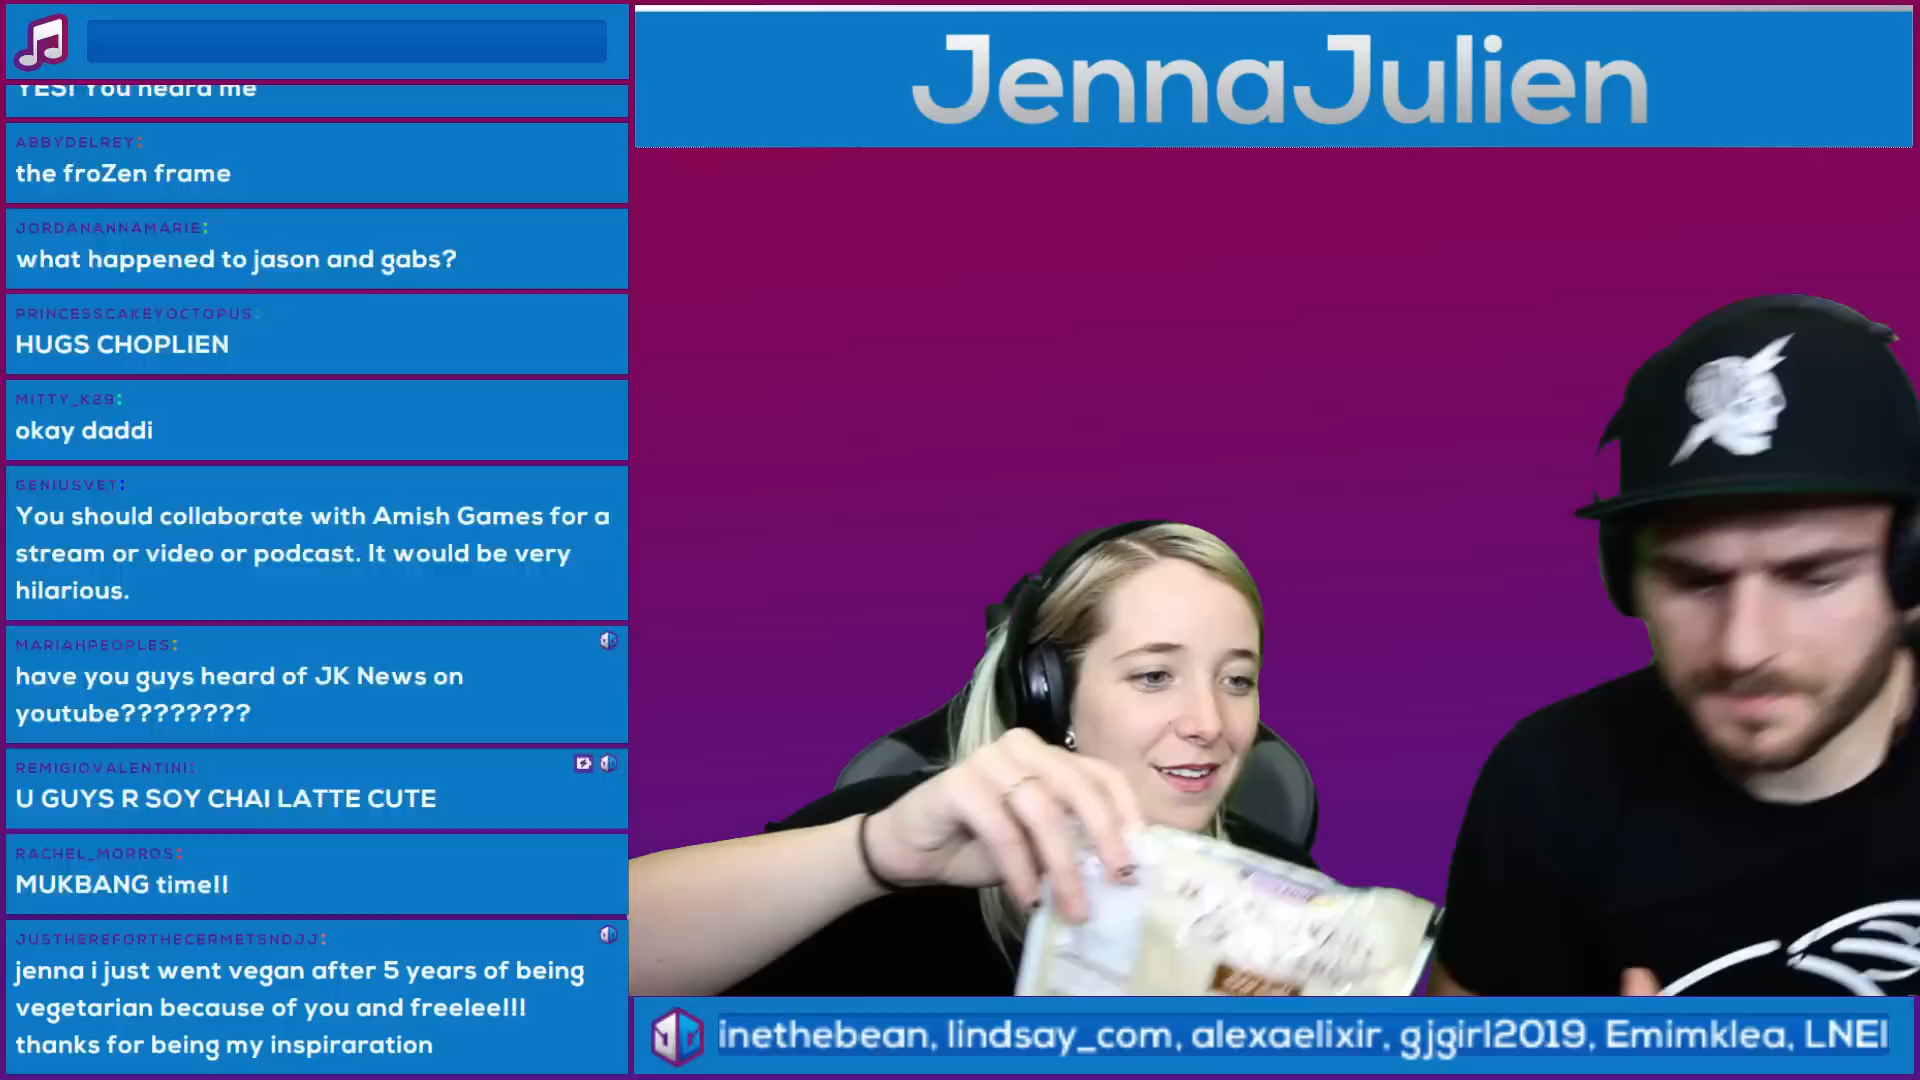 YES! You heard me
ABBYDELREY:
the froZen frame
JORDANANNAMARIE:
what happened to jason and gabs?
PRINCESSCAKEYOCTOPUS:
HUGS CHOPLIEN
MITTY_K29:
okay daddi
GENIUSVET:
You should collaborate with Amish Games for a
stream or video or podcast. It would be very
hilarious.
MARIAHPEOPLES:
have you guys heard of JK News on
youtube????????
REMIGIOVALENTINI:
U GUYS R SOY CHAI LATTE CUTE
RACHEL_MORROS:
MUKBANG time!!
JUSTHEREFORTHECERMETSNDJJ:
jenna i just went vegan after 5 years of being
vegetarian because of you and freelee!!!
thanks for being my inspiraration
JennaJulien
inethebean, lindsay_com, alexaelixir, gjgirl2019, Emimklea, LNEI